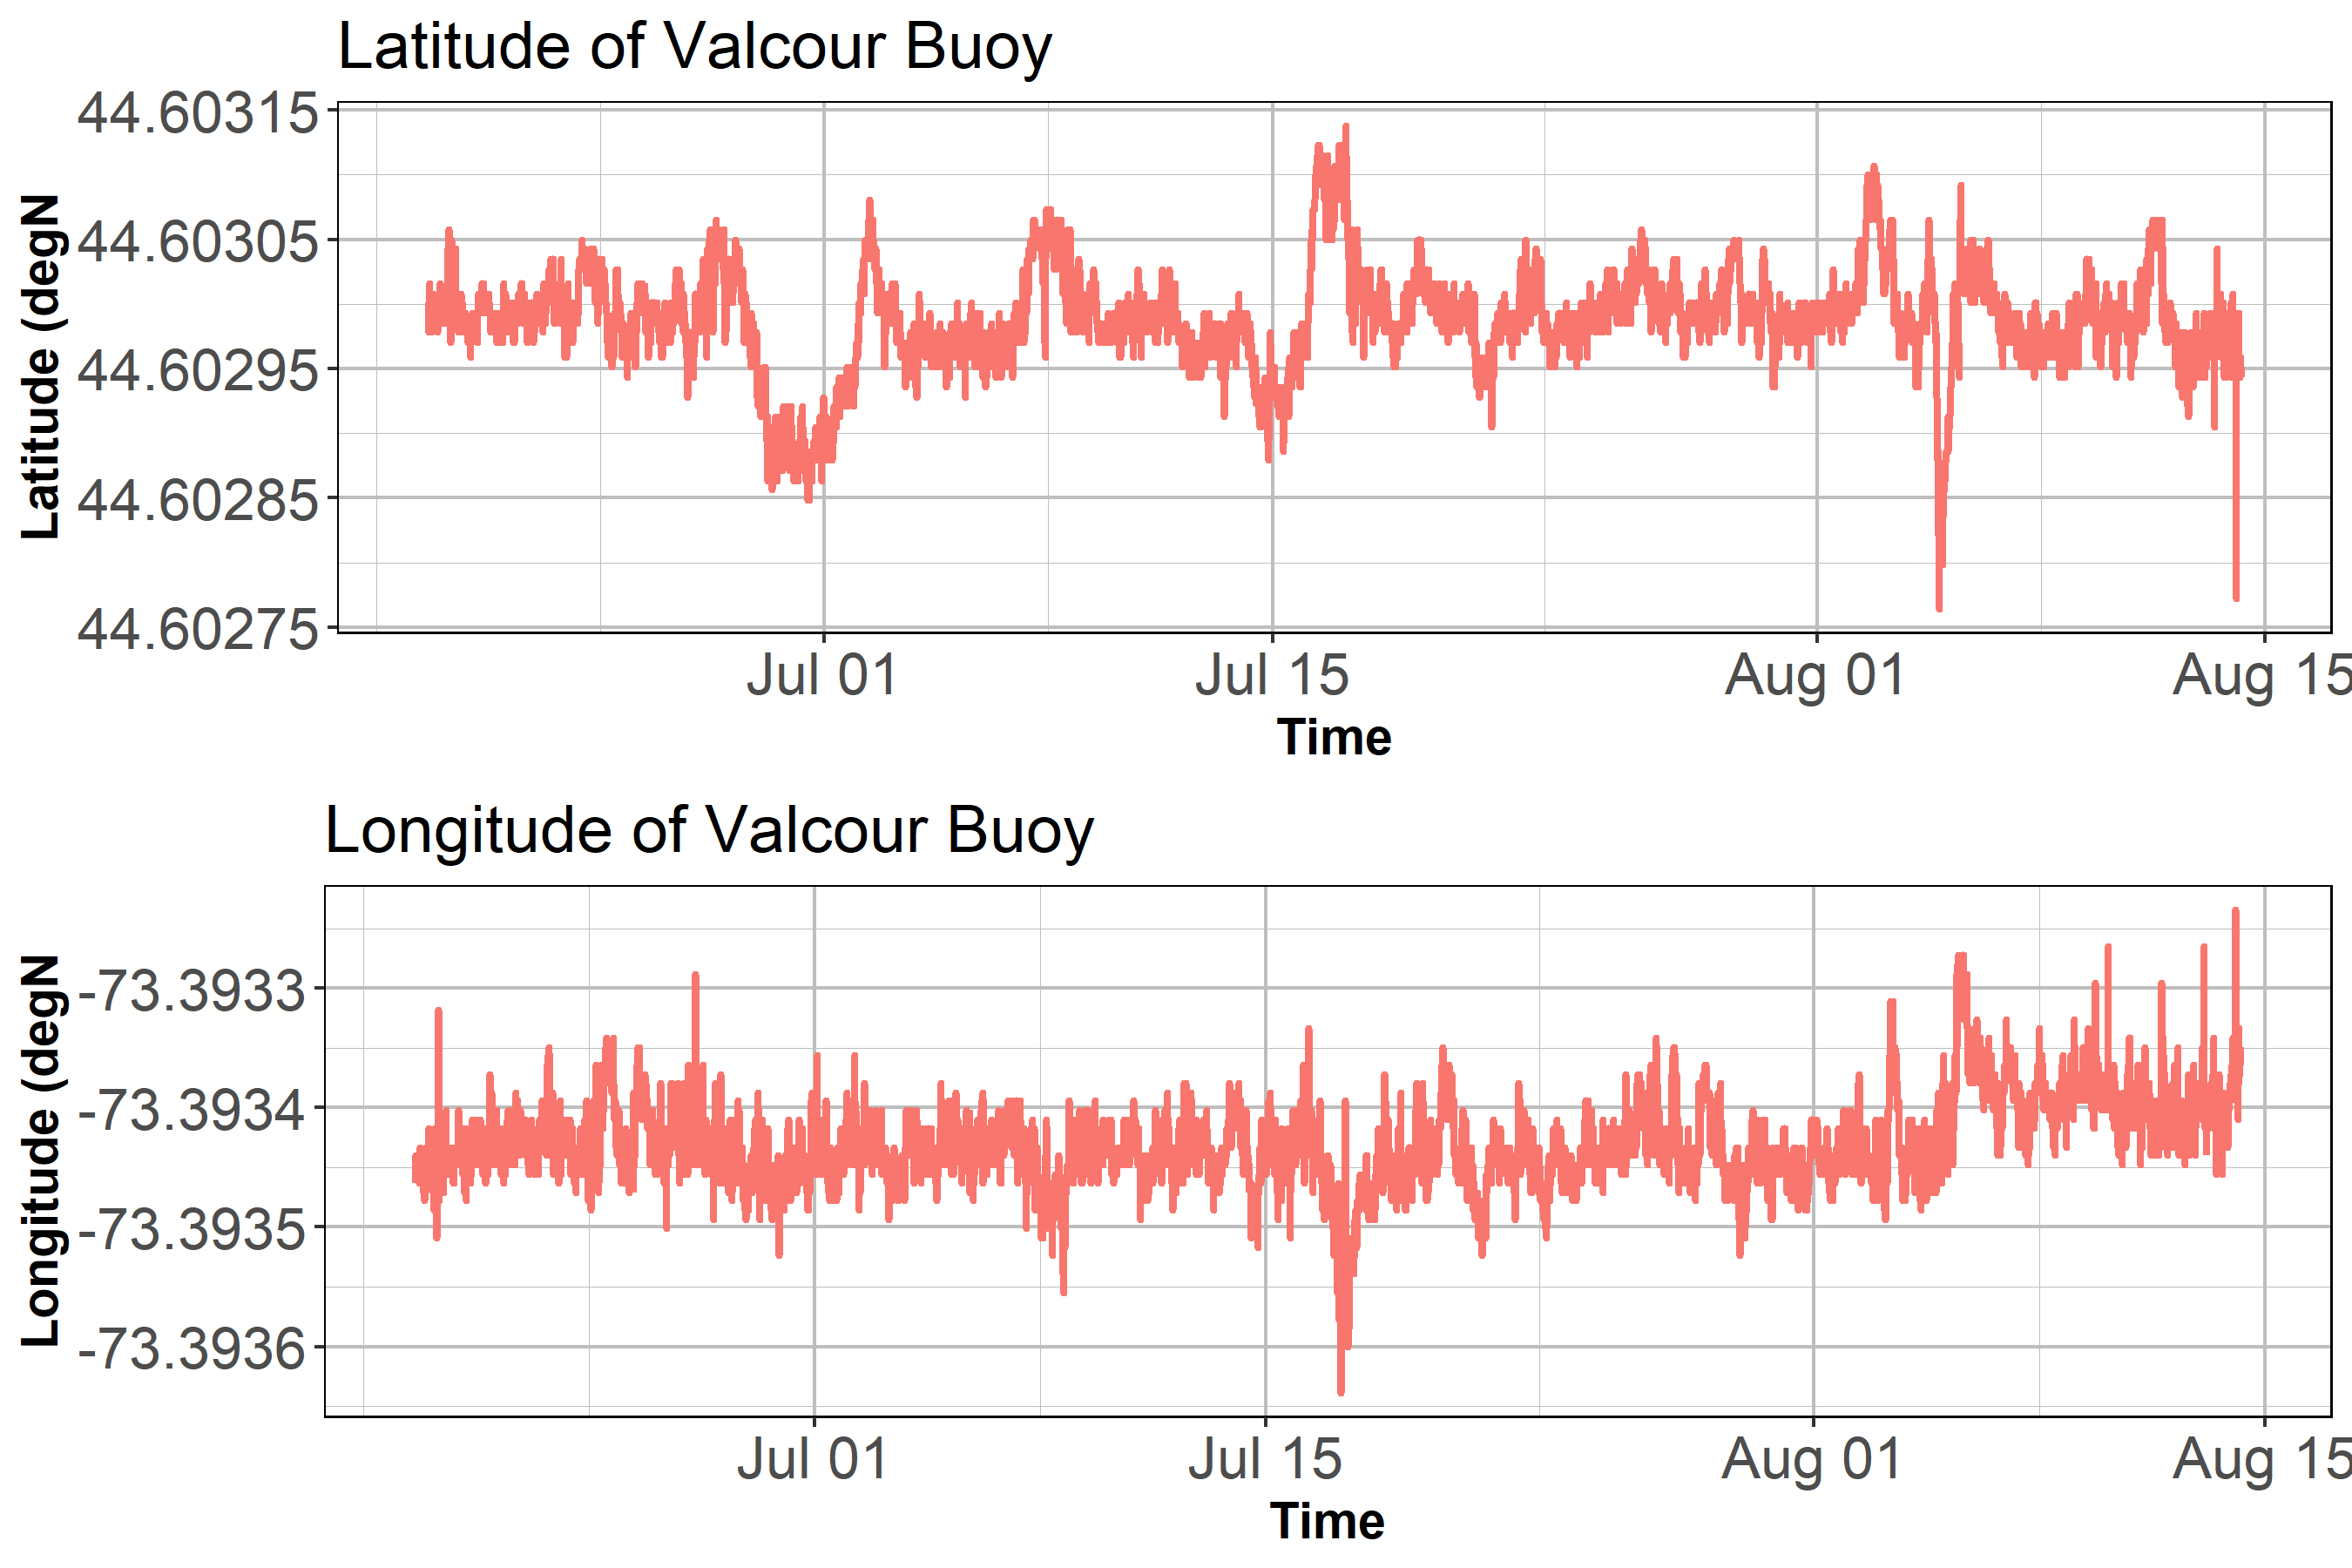 Latitude of Valcour Buoy
Latitude (degN
44.60315
44.60305
44.60295
44.60285
44.60275
Jul 01 Jul 15 Aug 01 Aug 15
Time
Longitude of Valcour Buoy
Longitude (degN
-73.3933
-73.3934
-73.3935
-73.3936
Jul 01 Jul 15 Aug 01 Aug 15
Time